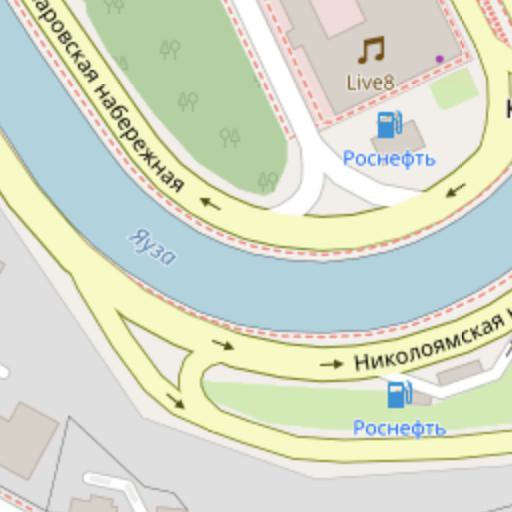 аровская набережная
Live8
Роснефть
К
Яуза
Николоямская н
Роснефть